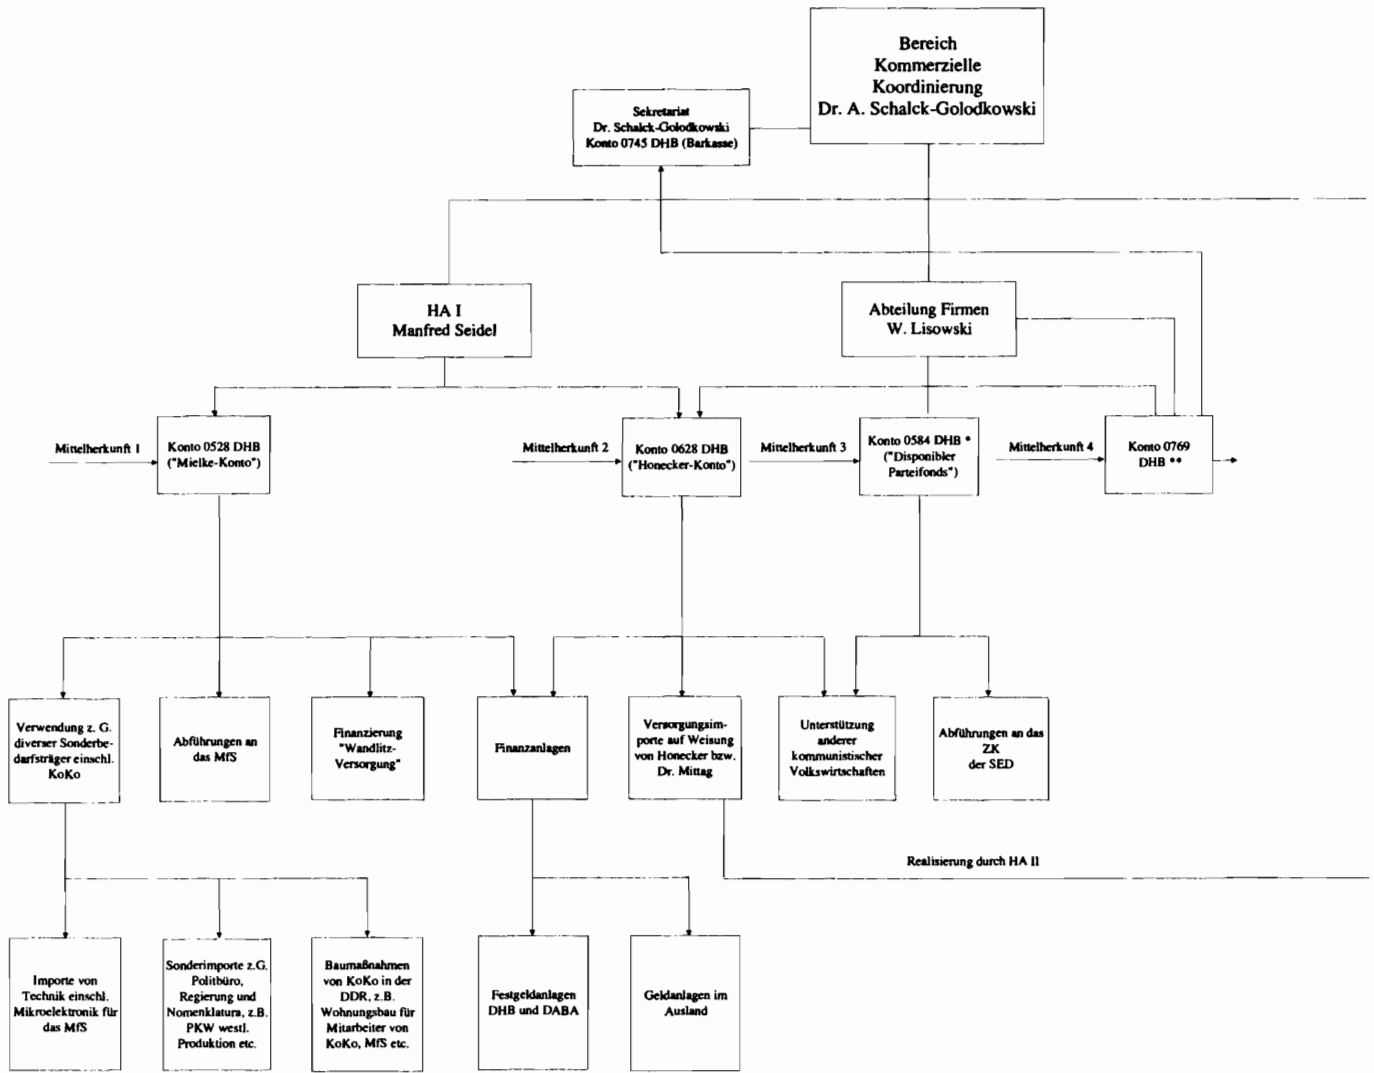 Bereich
Kommerzielle
Koordinierung
Dr. A. Schalck-Golodkowski
Sekretariat
Dr. Schalck-Golodkowski
Konto 0745 DHB (Barkasse)
HA I
Manfred Seidel
Abteilung Firmen
W. Lisowski
Mittelherkunft 1
Konto 0528 DHB
("Mielke-Konto")
Mittelherkunft 2
Konto 0628 DHB
("Honecker-Konto")
Mittelherkunft 3
Konto 0584 DHB *
("Disponibler
Parteifonds")
Mittelherkunft 4
Konto 0769
DHB **
Verwendung z. G.
diverser Sonderbe-
darfsträger einschl.
KoKo
Abführungen an
das MfS
Finanzierung
"Wandlitz-
Versorgung"
Finanzanlagen
Versorgungsim-
porte auf Weisung
von Honecker bzw.
Dr. Mittag
Unterstützung
anderer
kommunistischer
Volkswirtschaften
Abführungen an das
ZK
der SED
Realisierung durch HA II
Importe von
Technik einschl.
Mikroelektronik für
das MfS
Sonderimporte z.G.
Politbüro,
Regierung und
Nomenklatura, z.B.
PKW westl.
Produktion etc.
Baumaßnahmen
von KoKo in der
DDR, z.B.
Wohnungsbau für
Mitarbeiter von
KoKo, MfS etc.
Festgeldanlagen
DHB und DABA
Geldanlagen im
Ausland